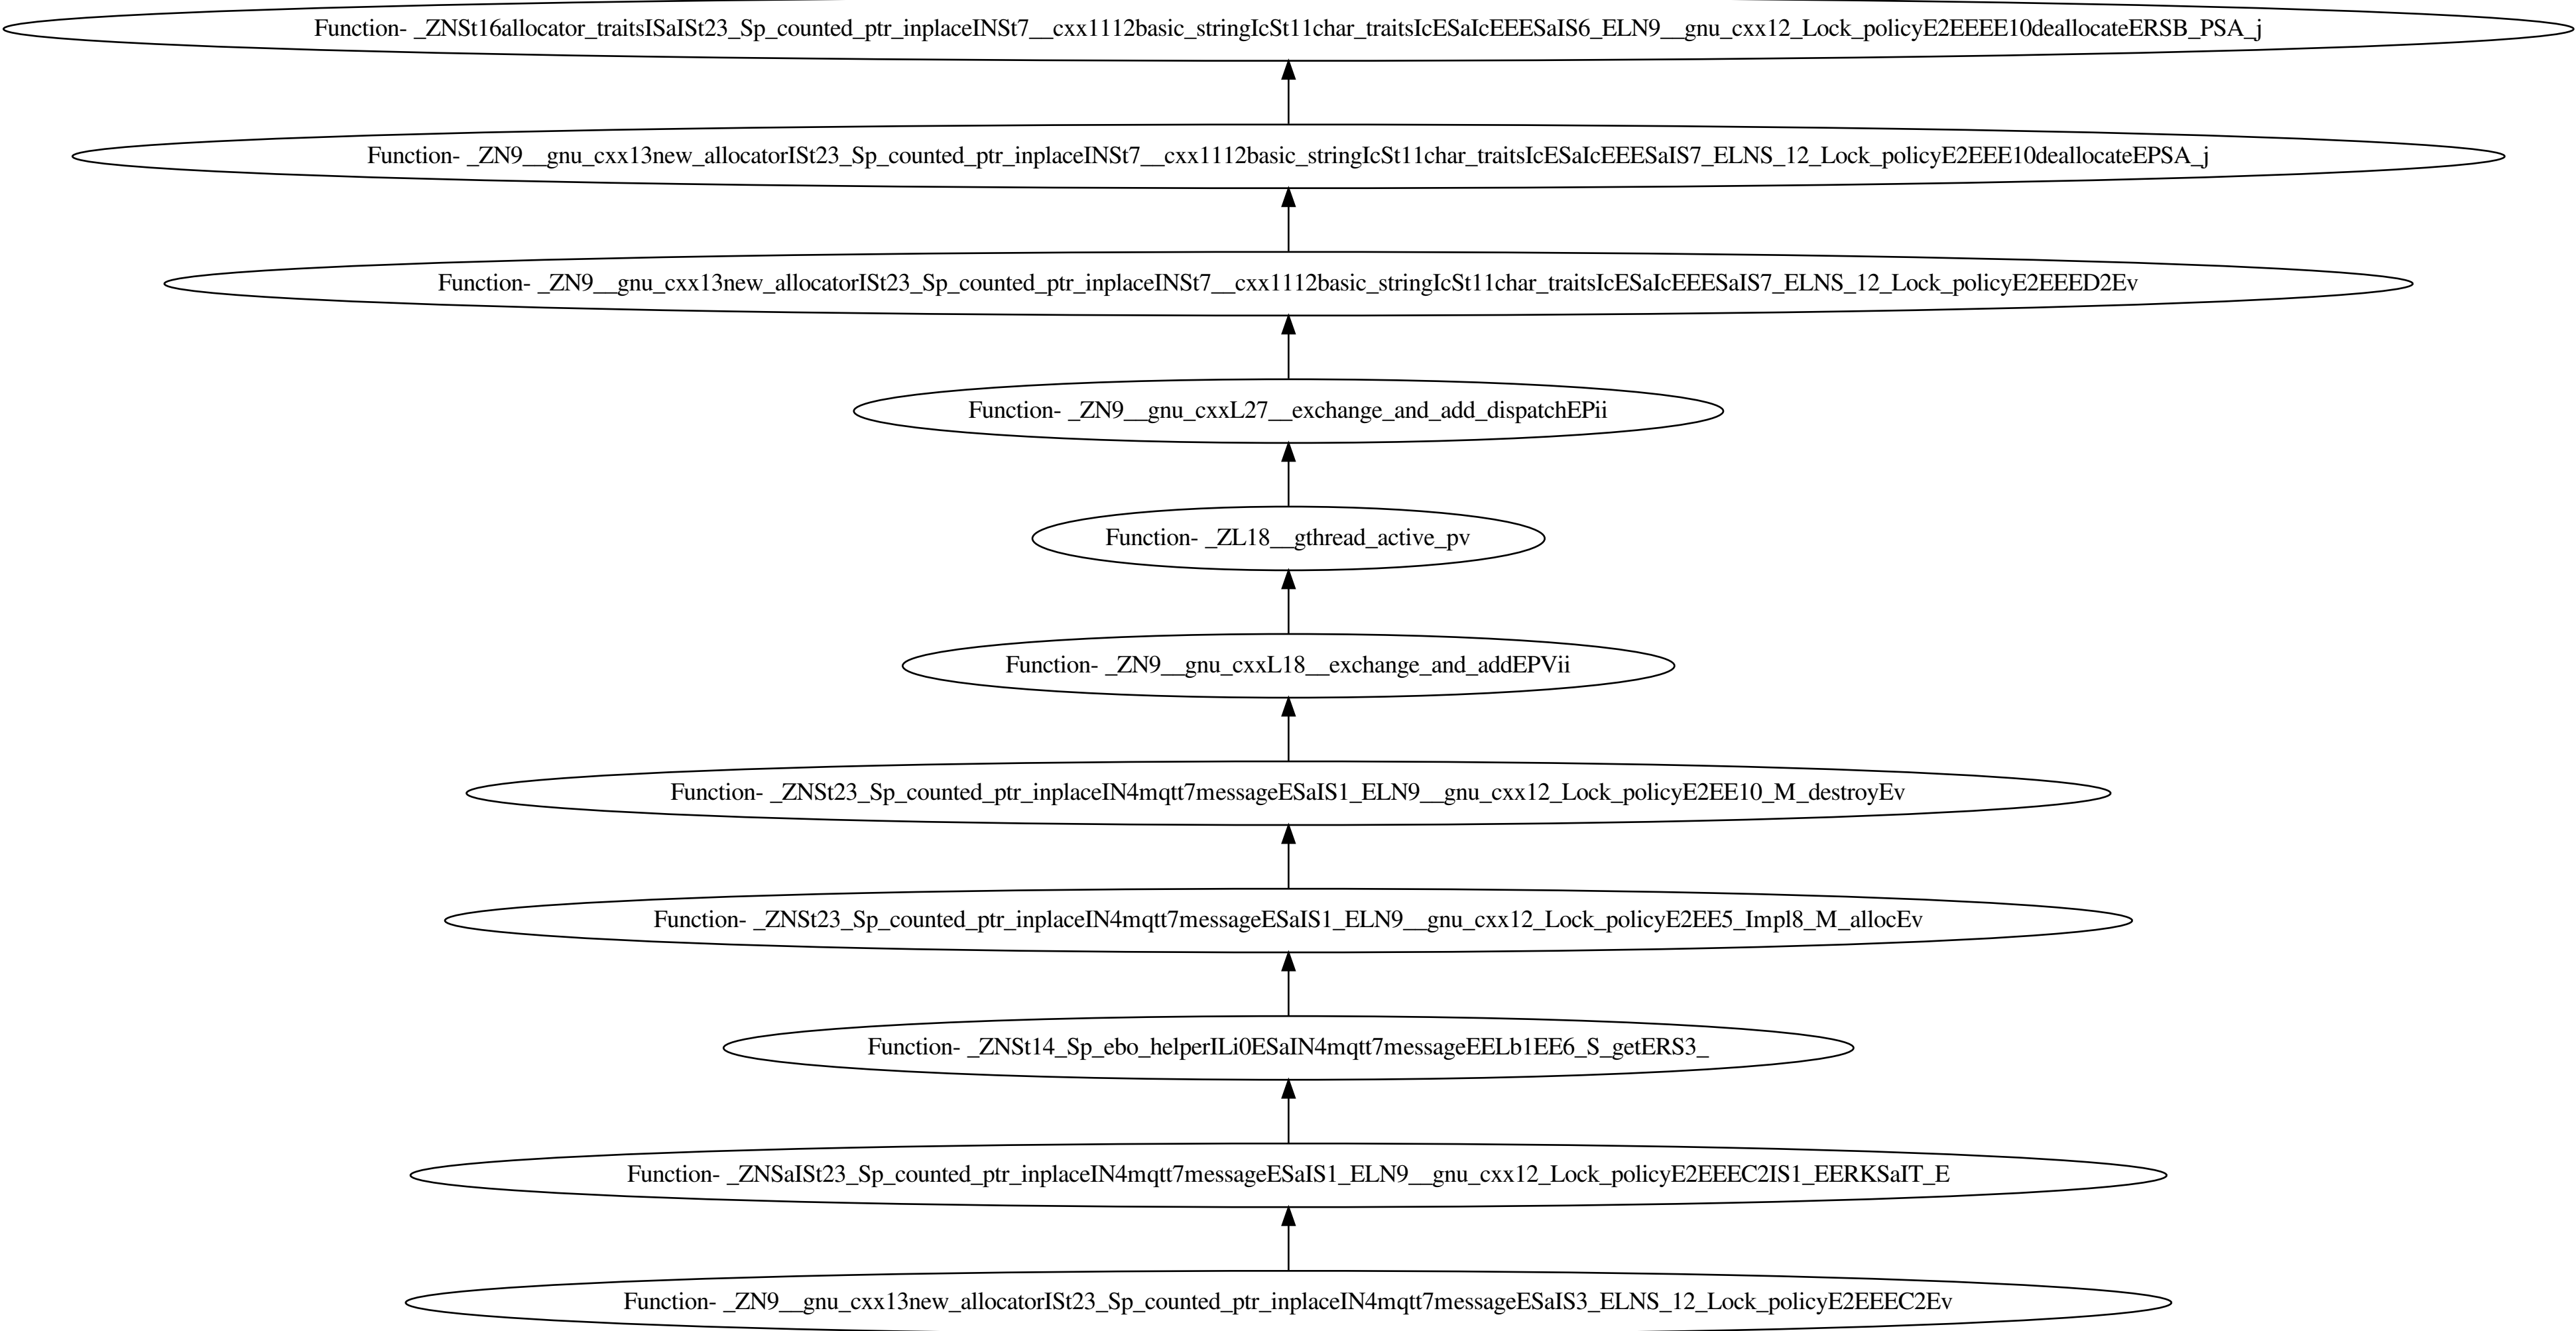 Function- _ZNSt16allocator_traitsISaISt23_Sp_counted_ptr_inplaceINSt7__cxx1112basic_stringIcSt11char_traitsIcESaIcEEESaIS6_ELN9__gnu_cxx12_Lock_policyE2EEEE10deallocateERSB_PSA_j
Function- _ZN9__gnu_cxx13new_allocatorISt23_Sp_counted_ptr_inplaceINSt7__cxx1112basic_stringIcSt11char_traitsIcESaIcEEESaIS7_ELNS_12_Lock_policyE2EEE10deallocateEPSA_j
Function- _ZN9__gnu_cxx13new_allocatorISt23_Sp_counted_ptr_inplaceINSt7__cxx1112basic_stringIcSt11char_traitsIcESaIcEEESaIS7_ELNS_12_Lock_policyE2EEED2Ev
Function- _ZN9__gnu_cxxL27__exchange_and_add_dispatchEPii
Function- _ZL18__gthread_active_pv
Function- _ZN9__gnu_cxxL18__exchange_and_addEPVii
Function- _ZNSt23_Sp_counted_ptr_inplaceIN4mqtt7messageESaIS1_ELN9__gnu_cxx12_Lock_policyE2EE10_M_destroyEv
Function- _ZNSt23_Sp_counted_ptr_inplaceIN4mqtt7messageESaIS1_ELN9__gnu_cxx12_Lock_policyE2EE5_Impl8_M_allocEv
Function- _ZNSt14_Sp_ebo_helperILi0ESaIN4mqtt7messageEELb1EE6_S_getERS3_
Function- _ZNSaISt23_Sp_counted_ptr_inplaceIN4mqtt7messageESaIS1_ELN9__gnu_cxx12_Lock_policyE2EEEC2IS1_EERKSaIT_E
Function- _ZN9__gnu_cxx13new_allocatorISt23_Sp_counted_ptr_inplaceIN4mqtt7messageESaIS3_ELNS_12_Lock_policyE2EEEC2Ev